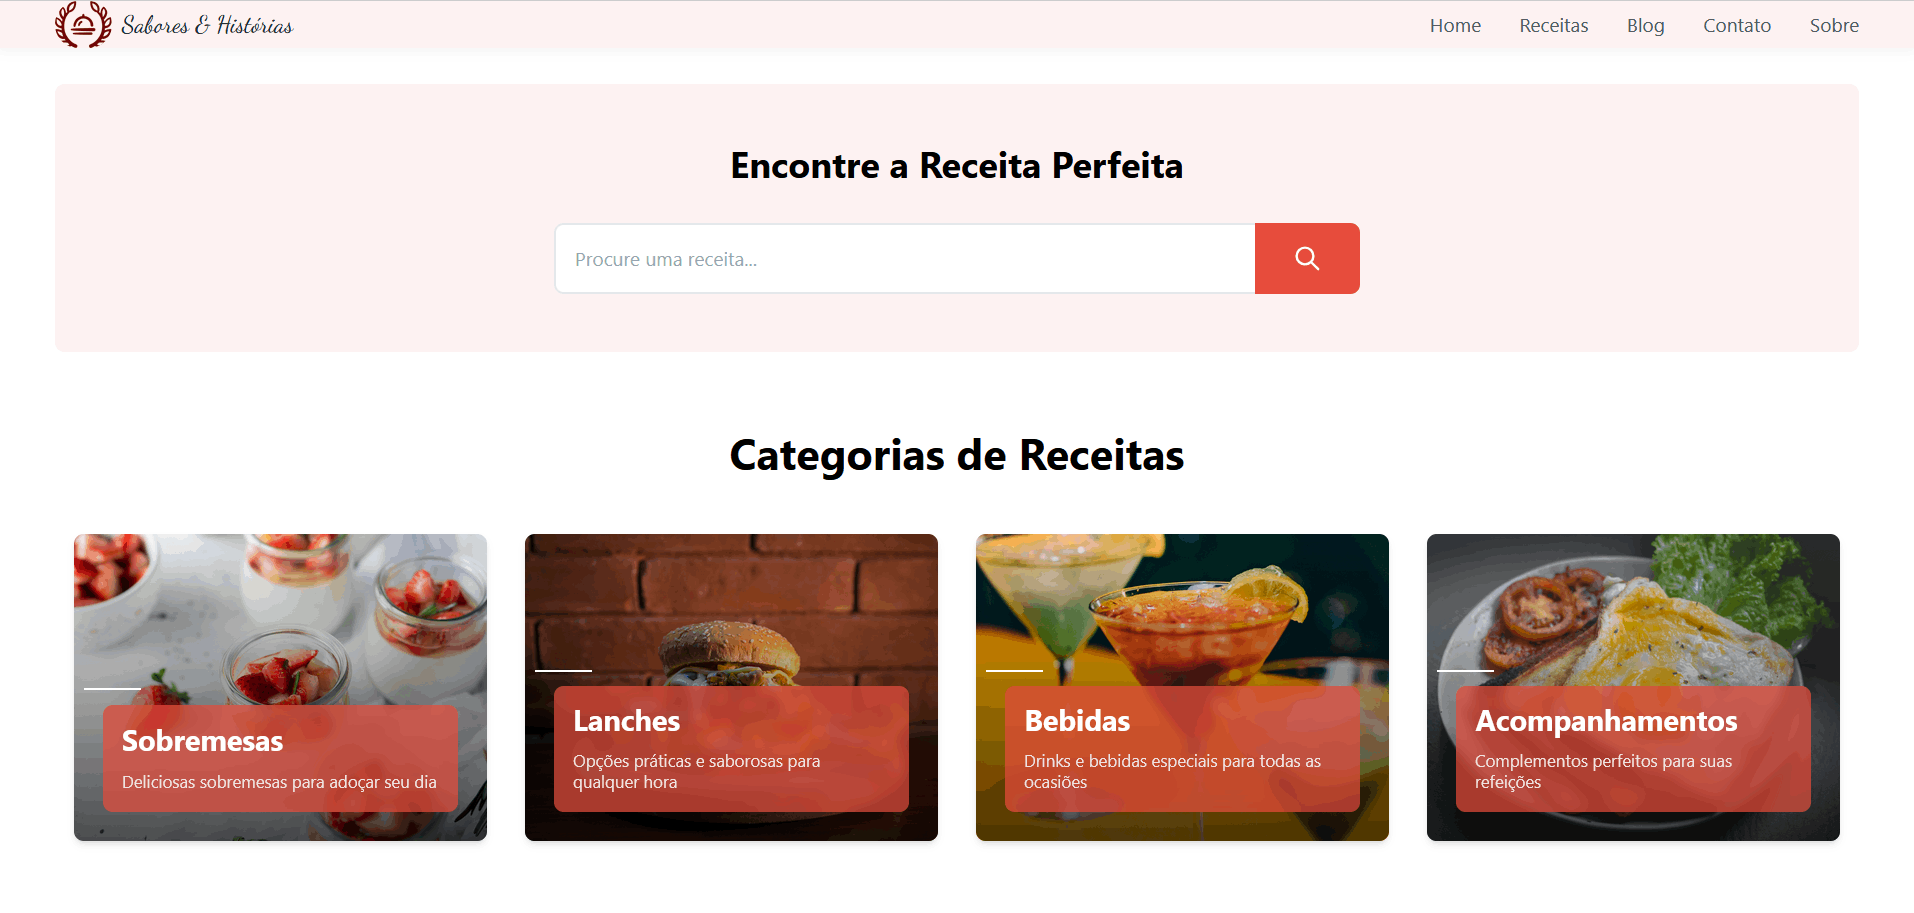 Sabores & Histórias
Home Receitas Blog Contato Sobre
Encontre a Receita Perfeita
Procure uma receita...
Categorias de Receitas
Sobremesas
Deliciosas sobremesas para adoçar seu dia
Lanches
Opções práticas e saborosas para
qualquer hora
Bebidas
Drinks e bebidas especiais para todas as
ocasiões
Acompanhamentos
Complementos perfeitos para suas
refeições